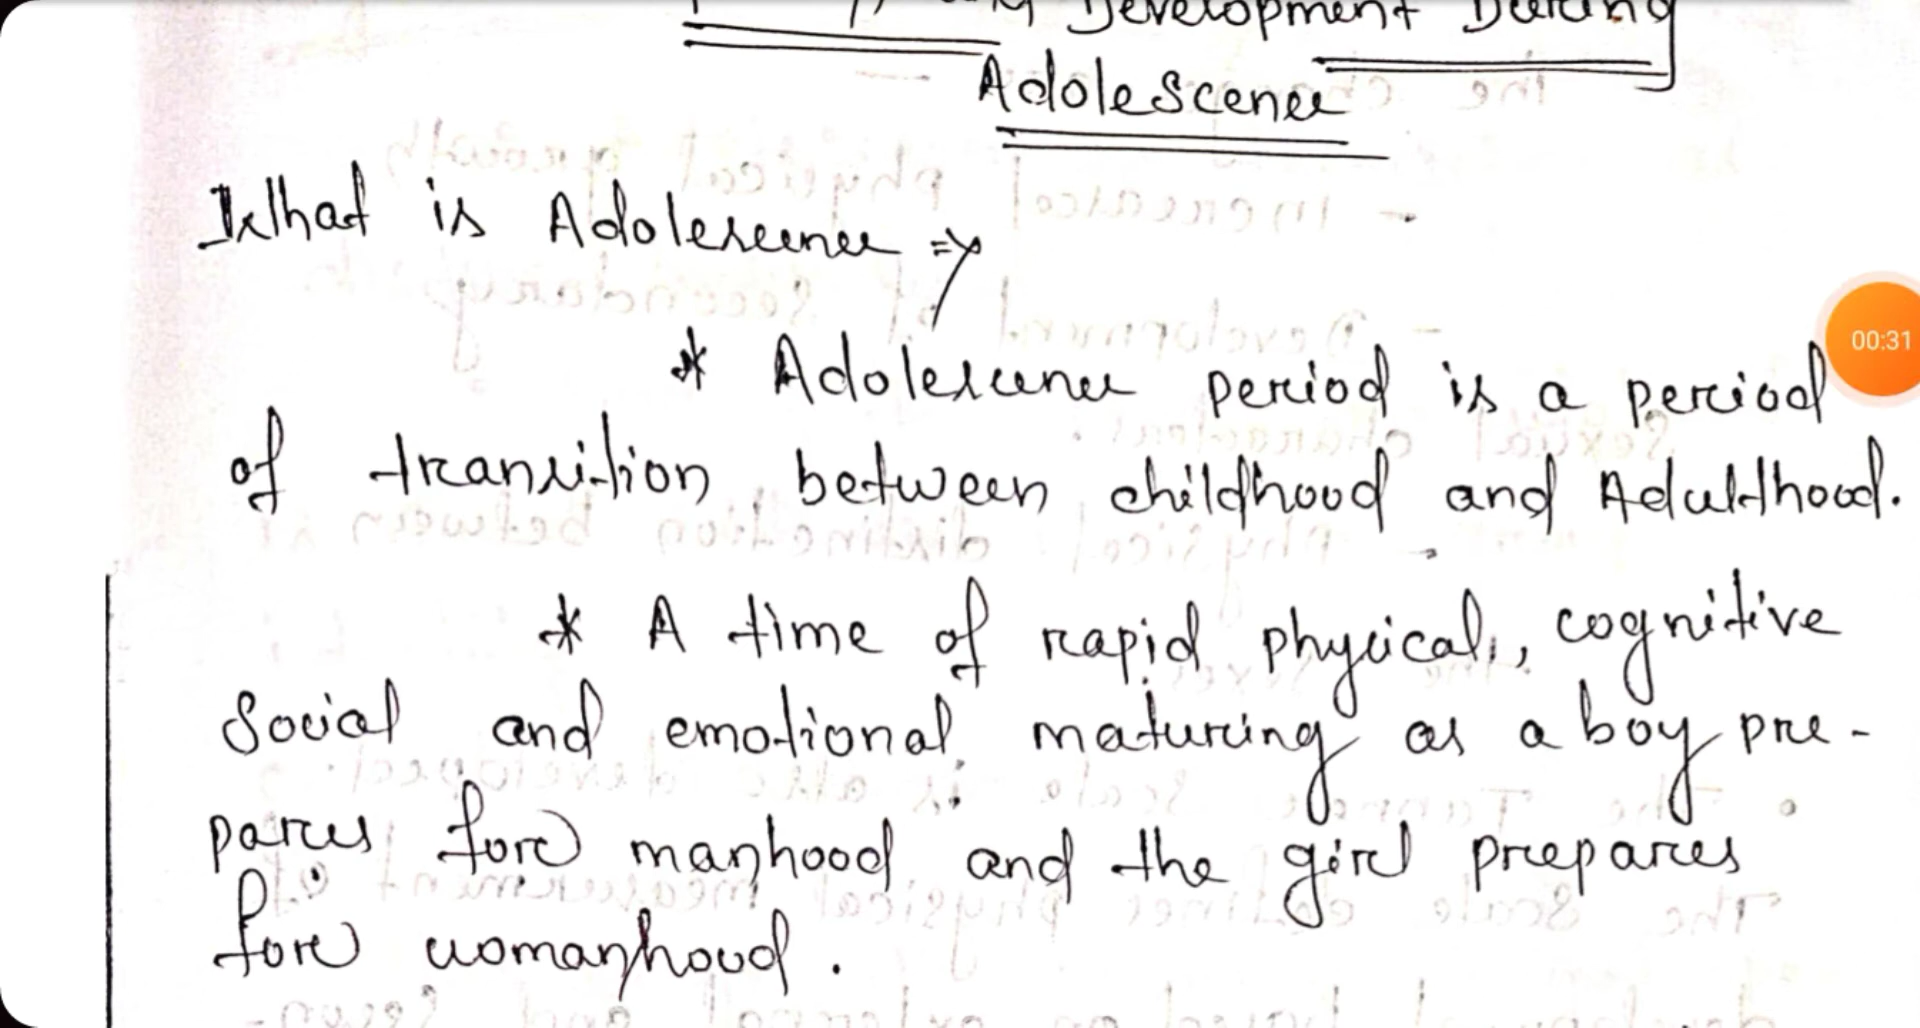 Development During
Adolescence
What is Adolescence =>
* Adolescence period is a period
of transition between childhood and Adulthood.
* A time of rapid physical, cognitive
Social and emotional maturing as a boy pre-
pares for manhood and the girl prepares
for womanhood.
00:31